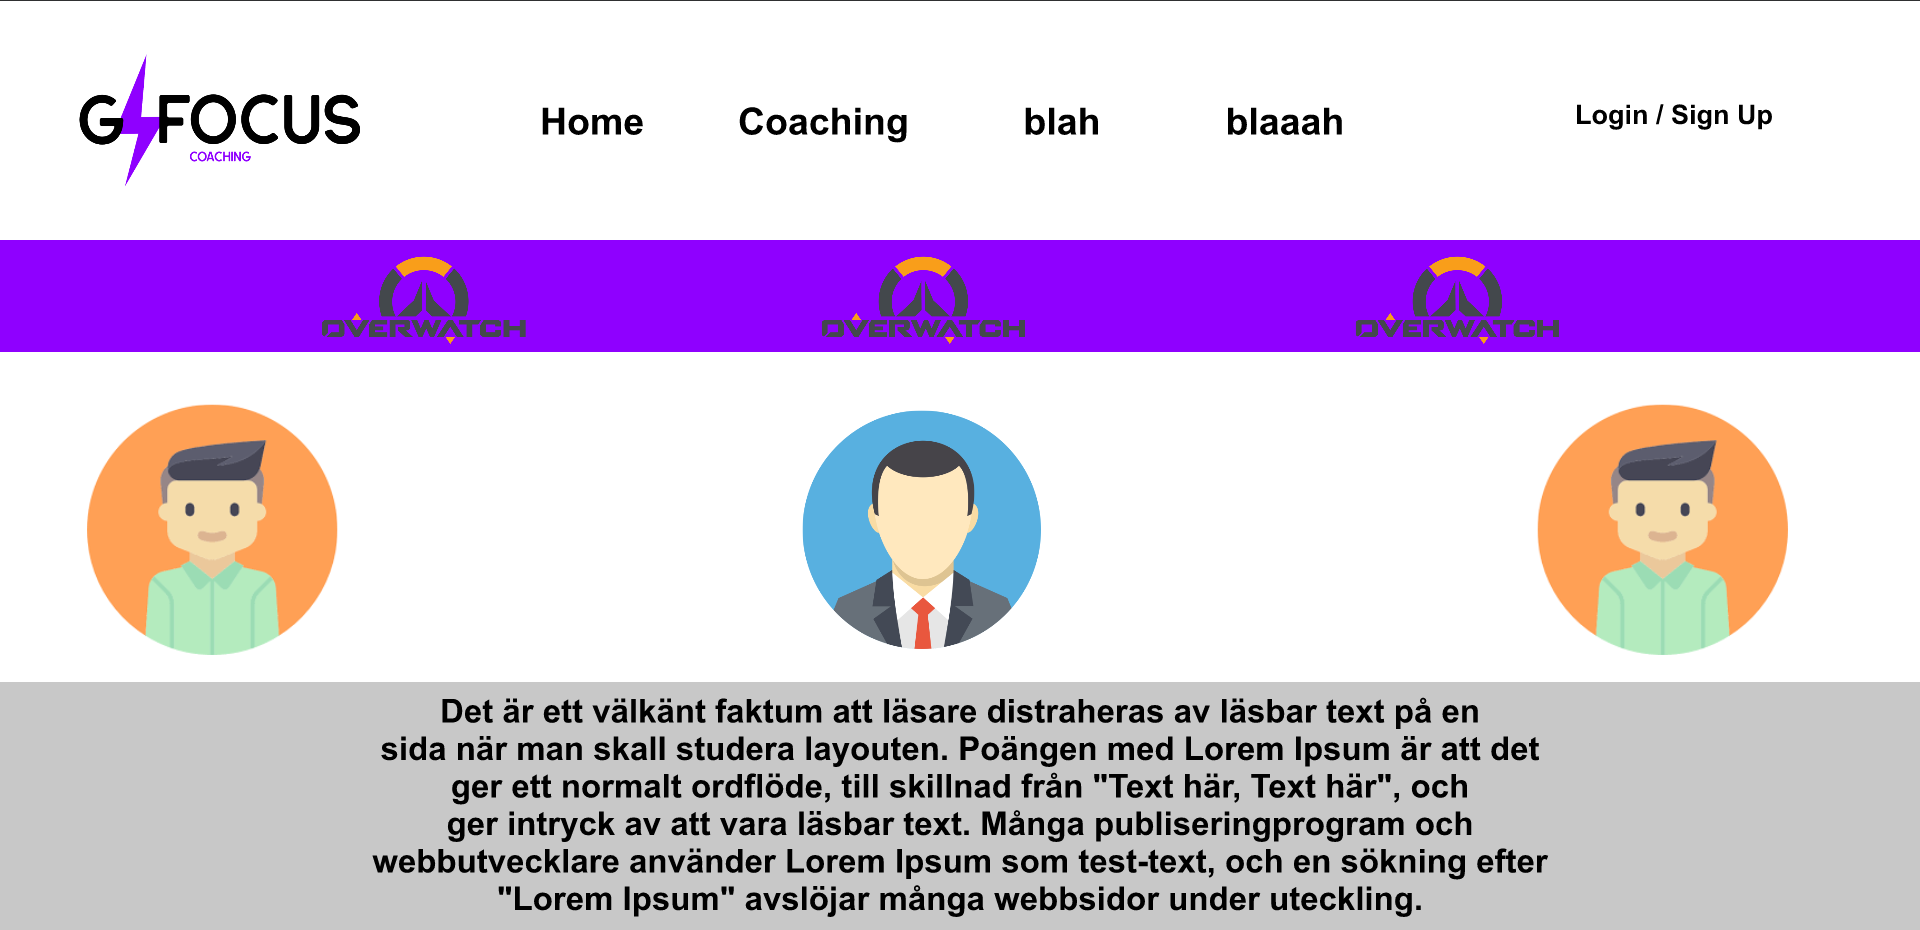 G FOCUS
COACHING
Home Coaching blah blaaah Login / Sign Up
OVERWATCH OVERWATCH OVERWATCH
Det är ett välkänt faktum att läsare distraheras av läsbar text på en
sida när man skall studera layouten. Poängen med Lorem Ipsum är att det
ger ett normalt ordflöde, till skillnad från "Text här, Text här", och
ger intryck av att vara läsbar text. Många publiseringprogram och
webbutvecklare använder Lorem Ipsum som test-text, och en sökning efter
"Lorem Ipsum" avslöjar många webbsidor under uteckling.